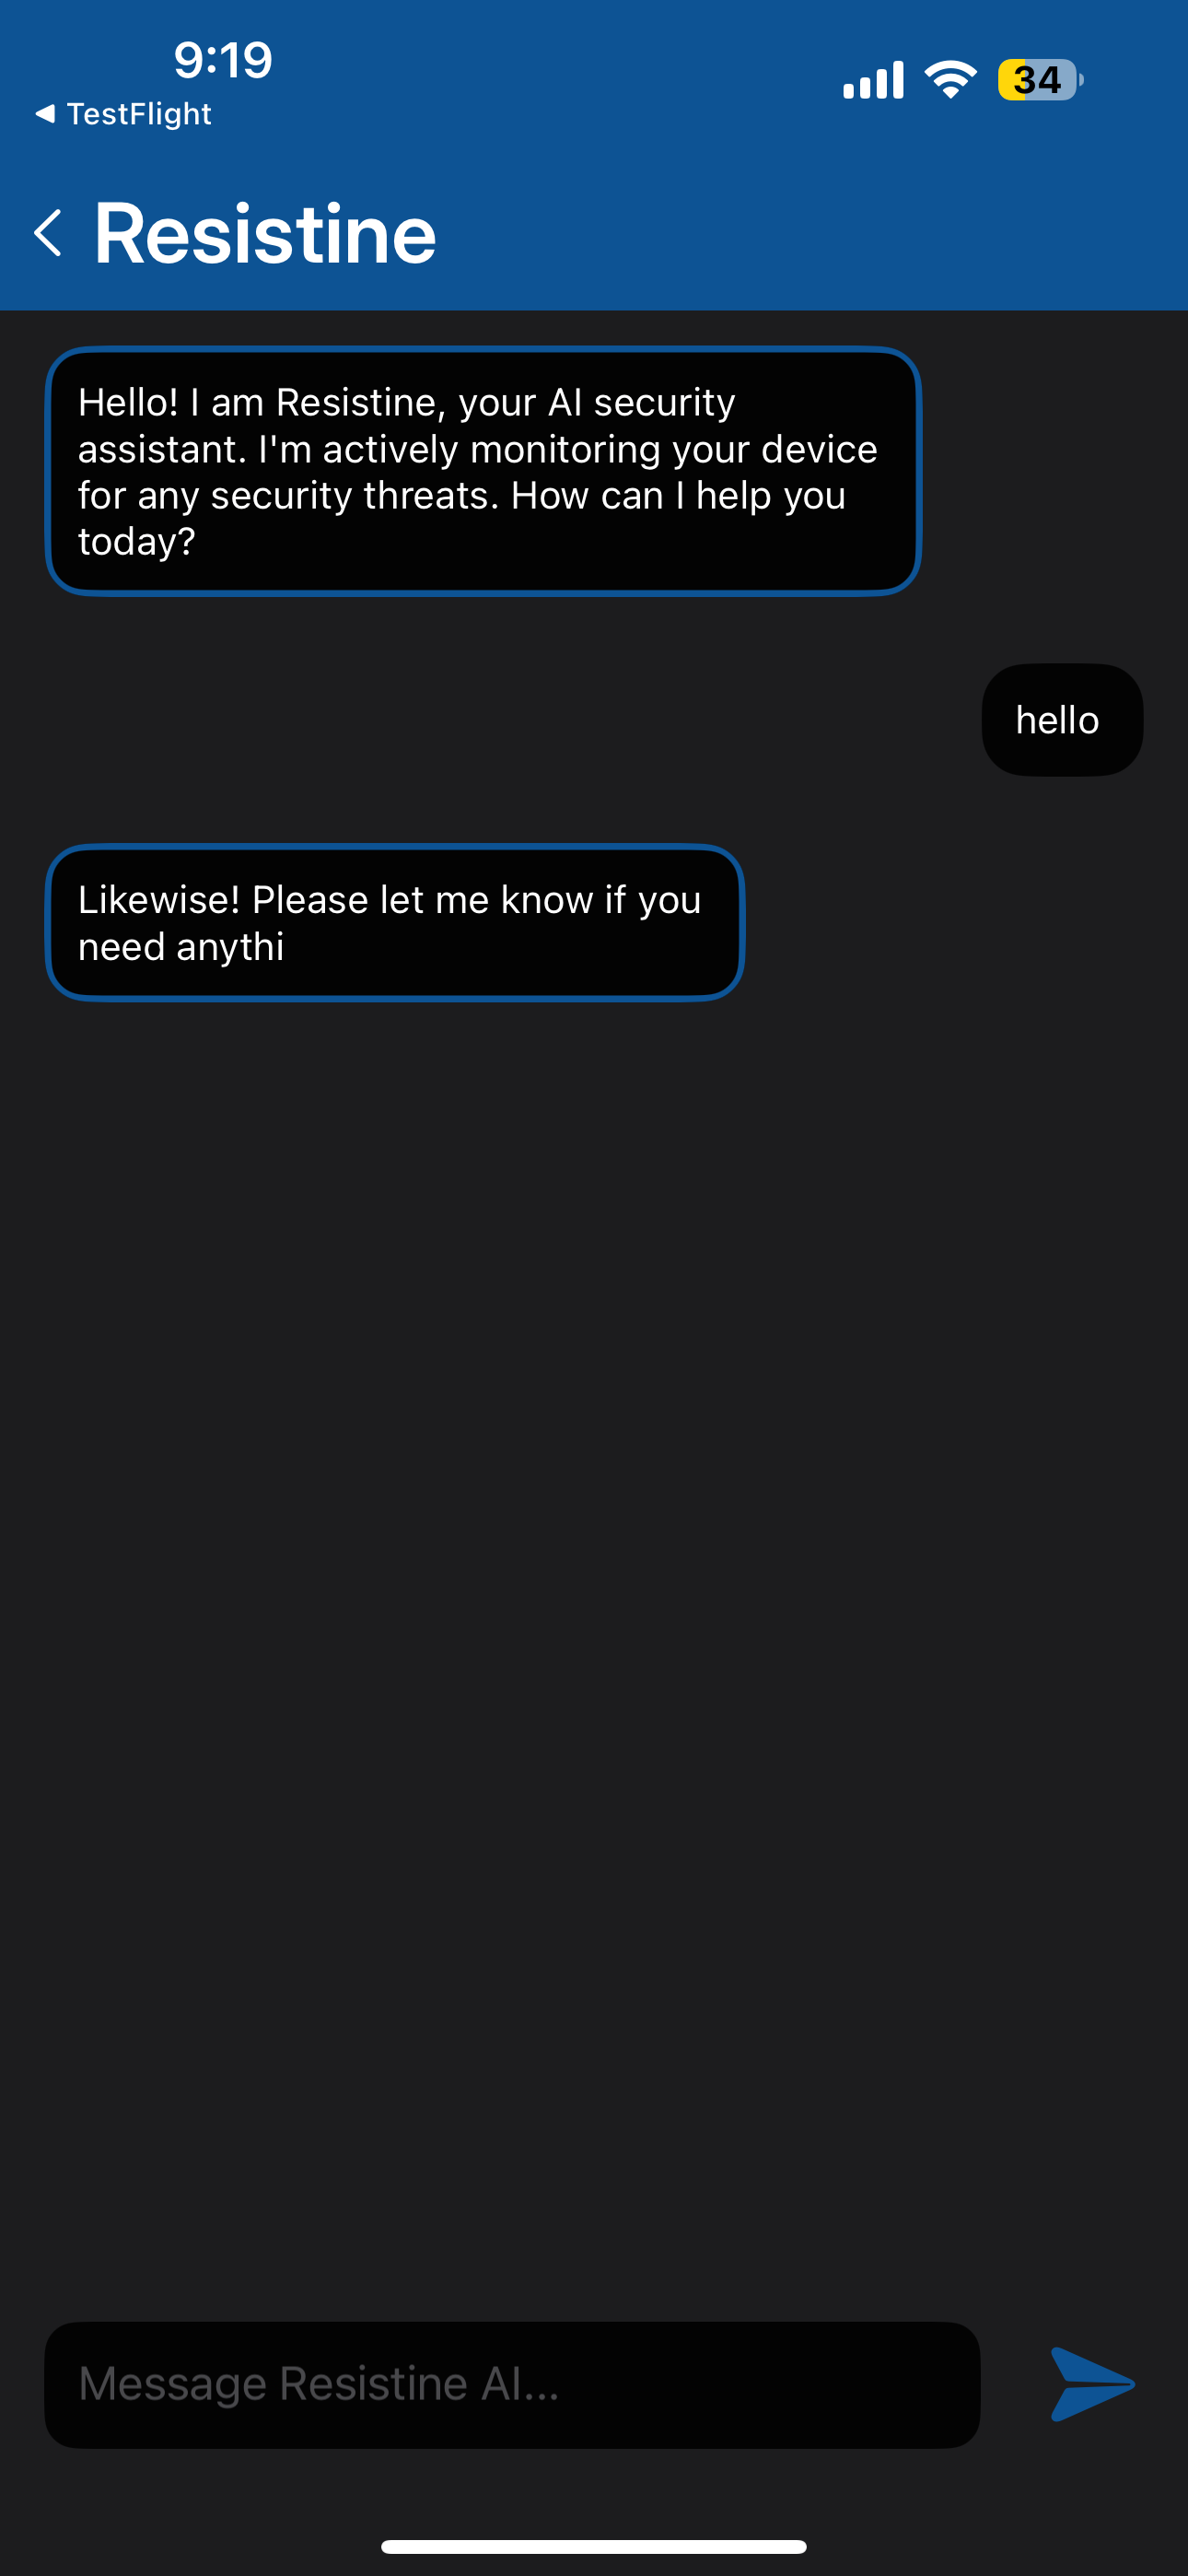 9:19
34
TestFlight
Resistine
Hello! I am Resistine, your AI security
assistant. I'm actively monitoring your device
for any security threats. How can I help you
today?
hello
Likewise! Please let me know if you
need anythi
Message Resistine AI...